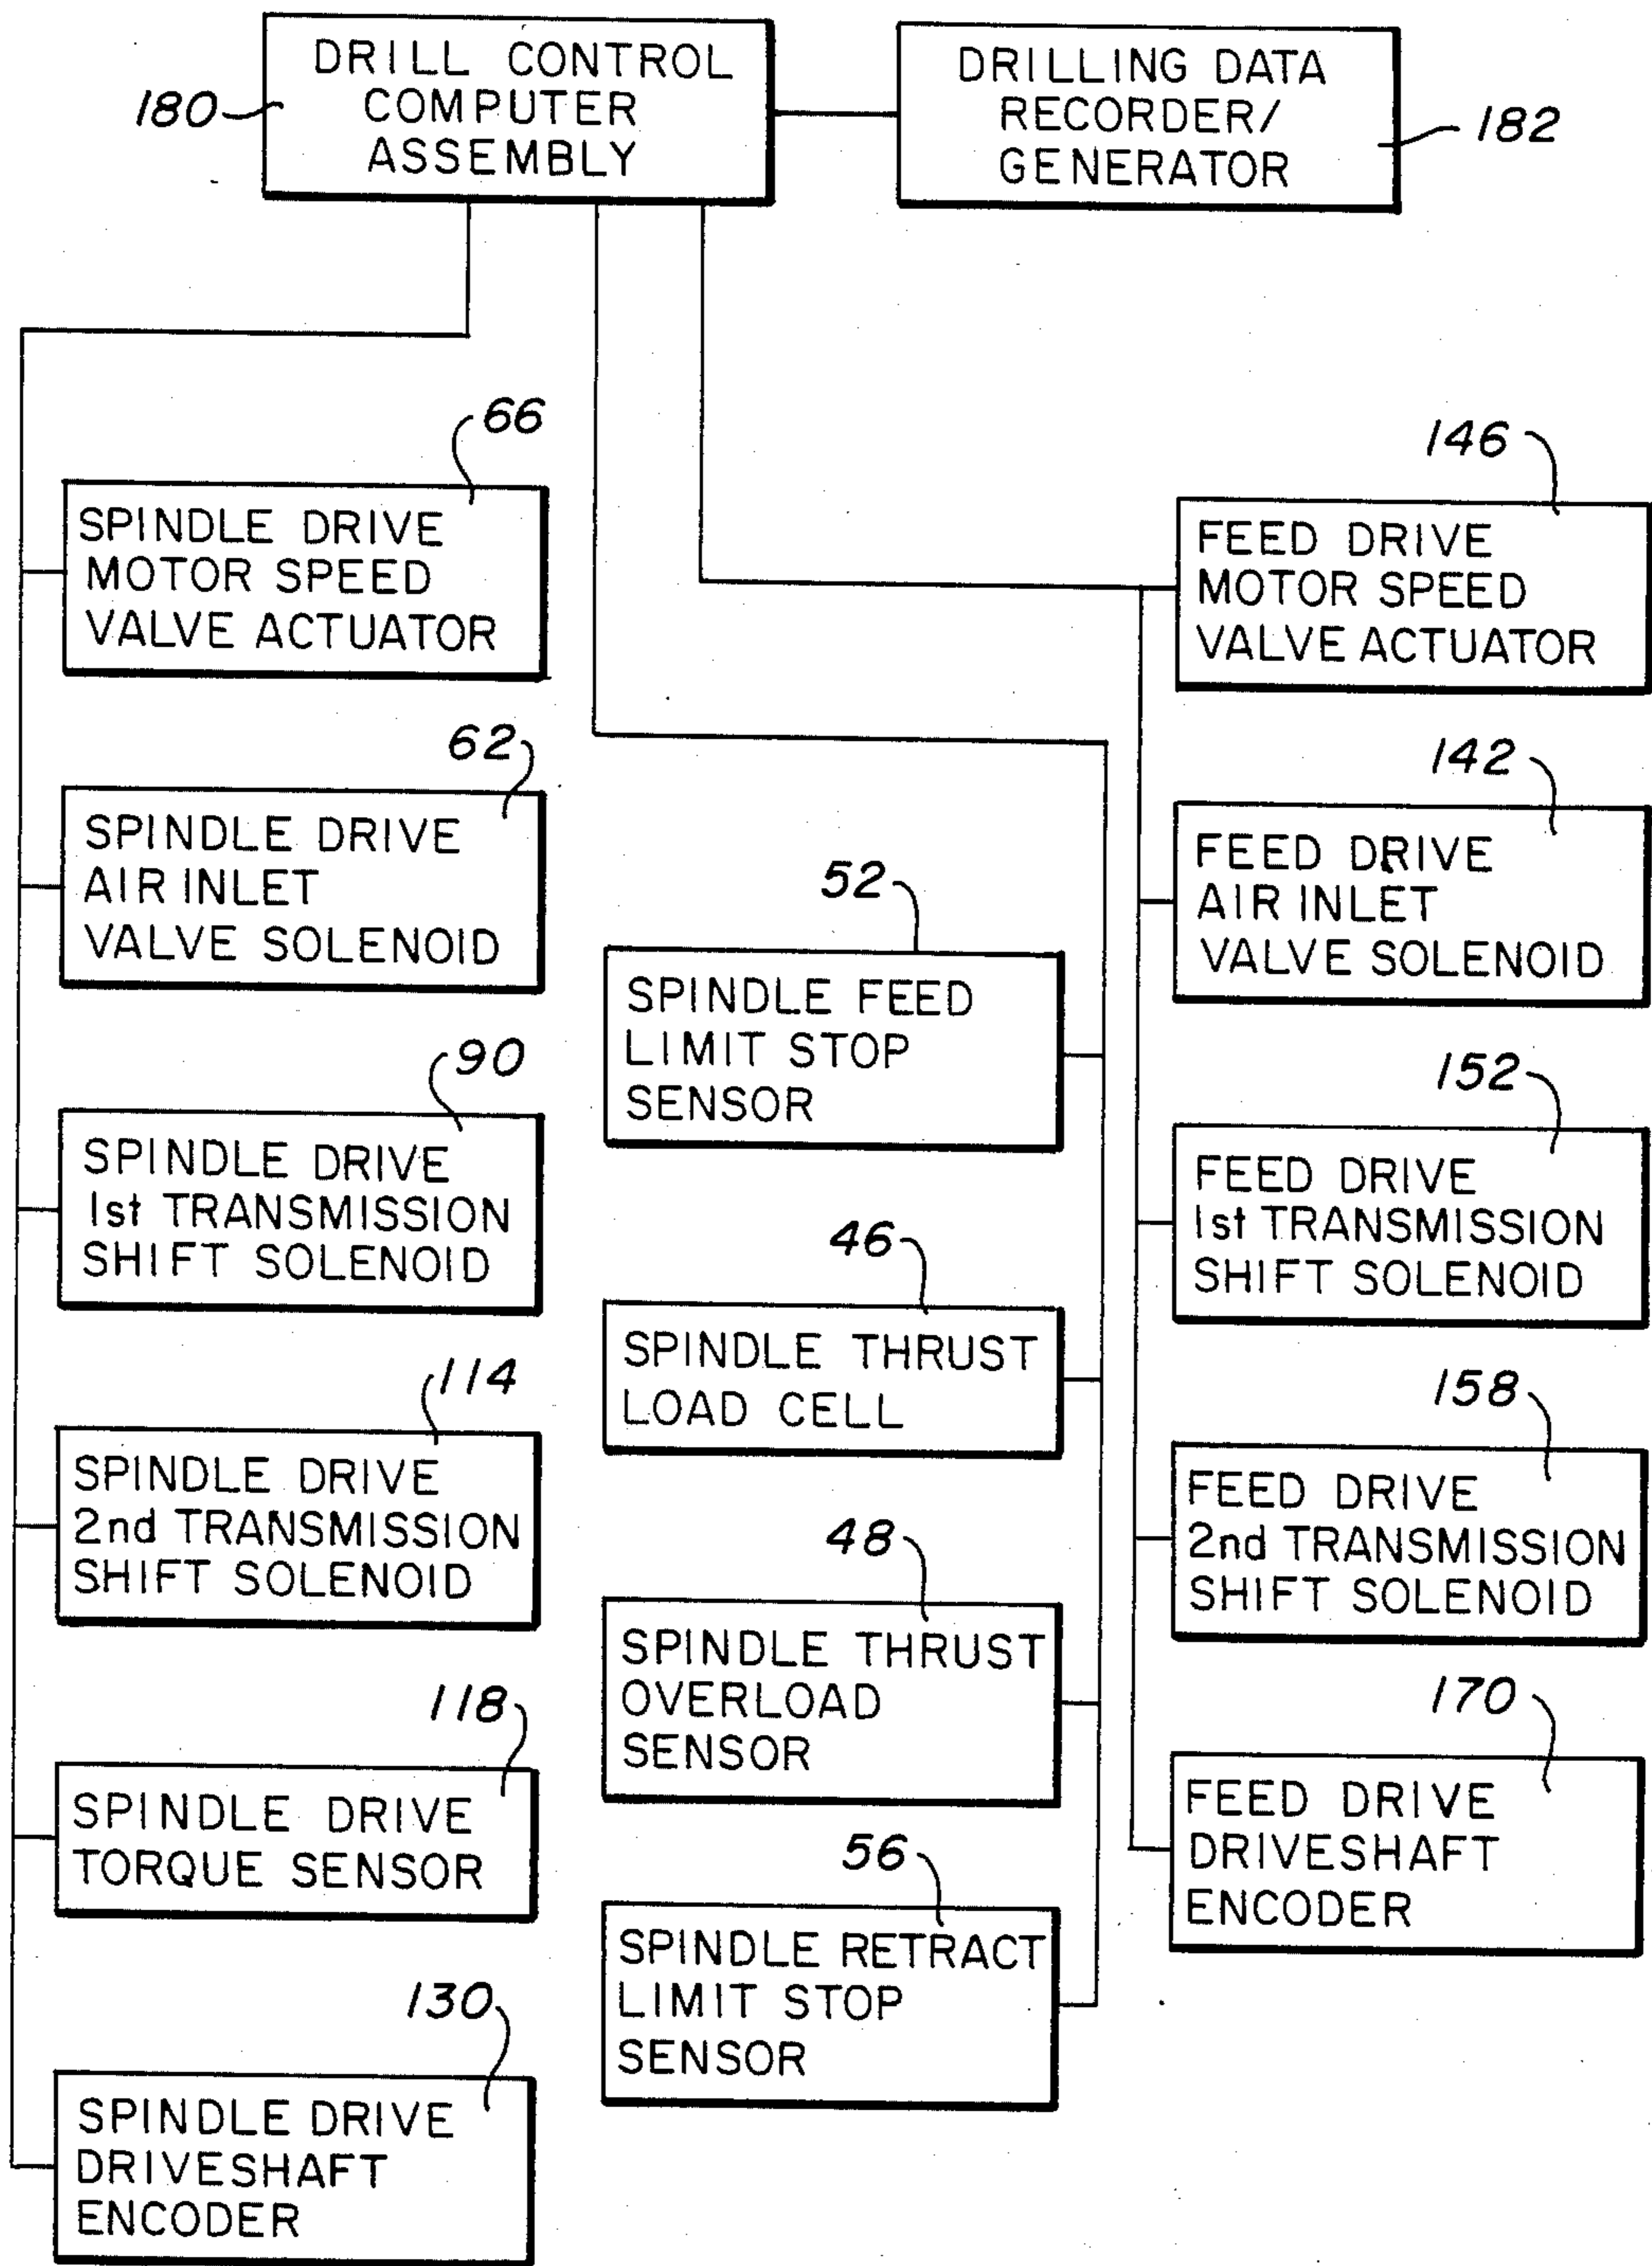 DRILL CONTROL
COMPUTER
ASSEMBLY
180
DRILLING DATA
RECORDER/
GENERATOR
182
66
SPINDLE DRIVE
MOTOR SPEED
VALVE ACTUATOR
62
SPINDLE DRIVE
AIR INLET
VALVE SOLENOID
90
SPINDLE DRIVE
1st TRANSMISSION
SHIFT SOLENOID
114
SPINDLE DRIVE
2nd TRANSMISSION
SHIFT SOLENOID
118
SPINDLE DRIVE
TORQUE SENSOR
130
SPINDLE DRIVE
DRIVESHAFT
ENCODER
52
SPINDLE FEED
LIMIT STOP
SENSOR
46
SPINDLE THRUST
LOAD CELL
48
SPINDLE THRUST
OVERLOAD
SENSOR
56
SPINDLE RETRACT
LIMIT STOP
SENSOR
146
FEED DRIVE
MOTOR SPEED
VALVE ACTUATOR
142
FEED DRIVE
AIR INLET
VALVE SOLENOID
152
FEED DRIVE
1st TRANSMISSION
SHIFT SOLENOID
158
FEED DRIVE
2nd TRANSMISSION
SHIFT SOLENOID
170
FEED DRIVE
DRIVESHAFT
ENCODER